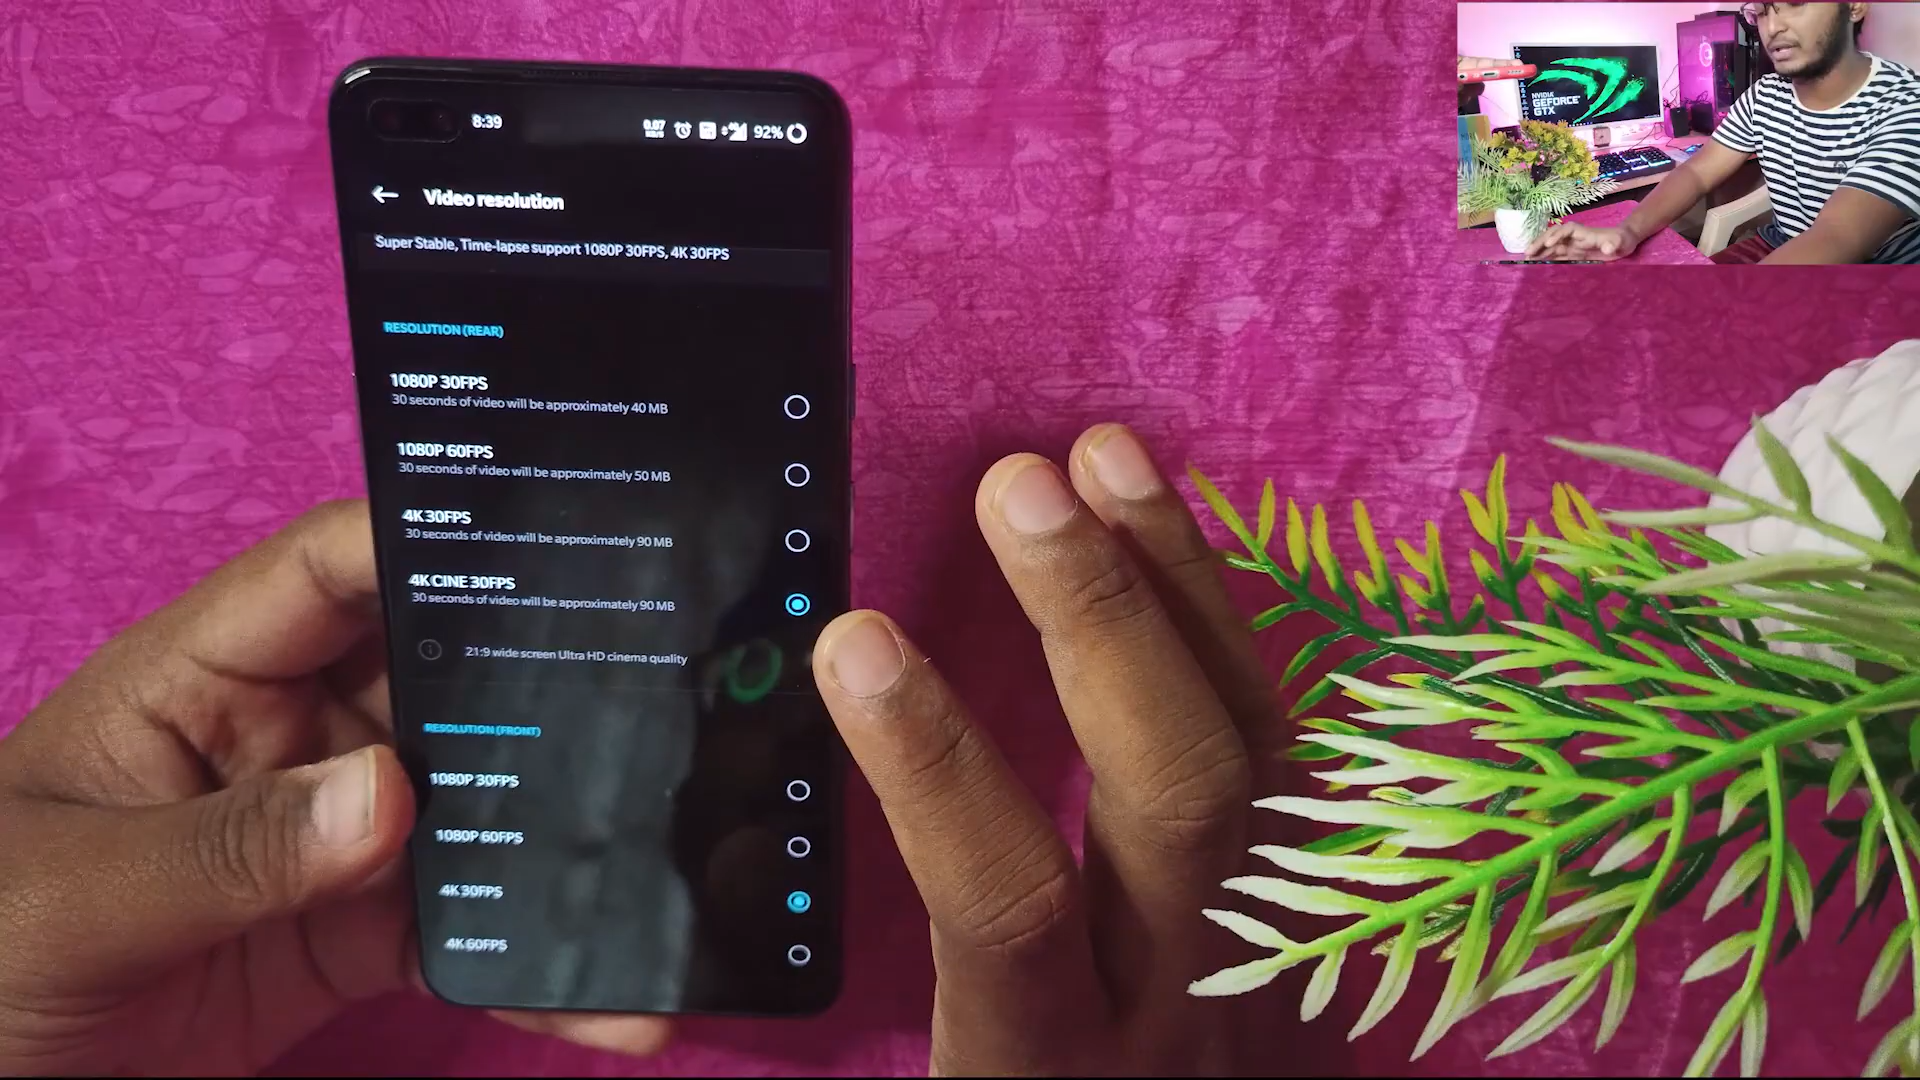 8:39
0.07
KB/S
92%
Video resolution
Super Stable, Time-lapse support 1080P 30FPS, 4K 30FPS
RESOLUTION (REAR)
1080P 30FPS
30 seconds of video will be approximately 40 MB
1080P 60FPS
30 seconds of video will be approximately 50 MB
4K 30FPS
30 seconds of video will be approximately 90 MB
4K CINE 30FPS
30 seconds of video will be approximately 90 MB
21:9 wide screen Ultra HD cinema quality
RESOLUTION (FRONT)
1080P 30FPS
1080P 60FPS
4K 30FPS
4K 60FPS
NVIDIA
GEFORCE
GTX